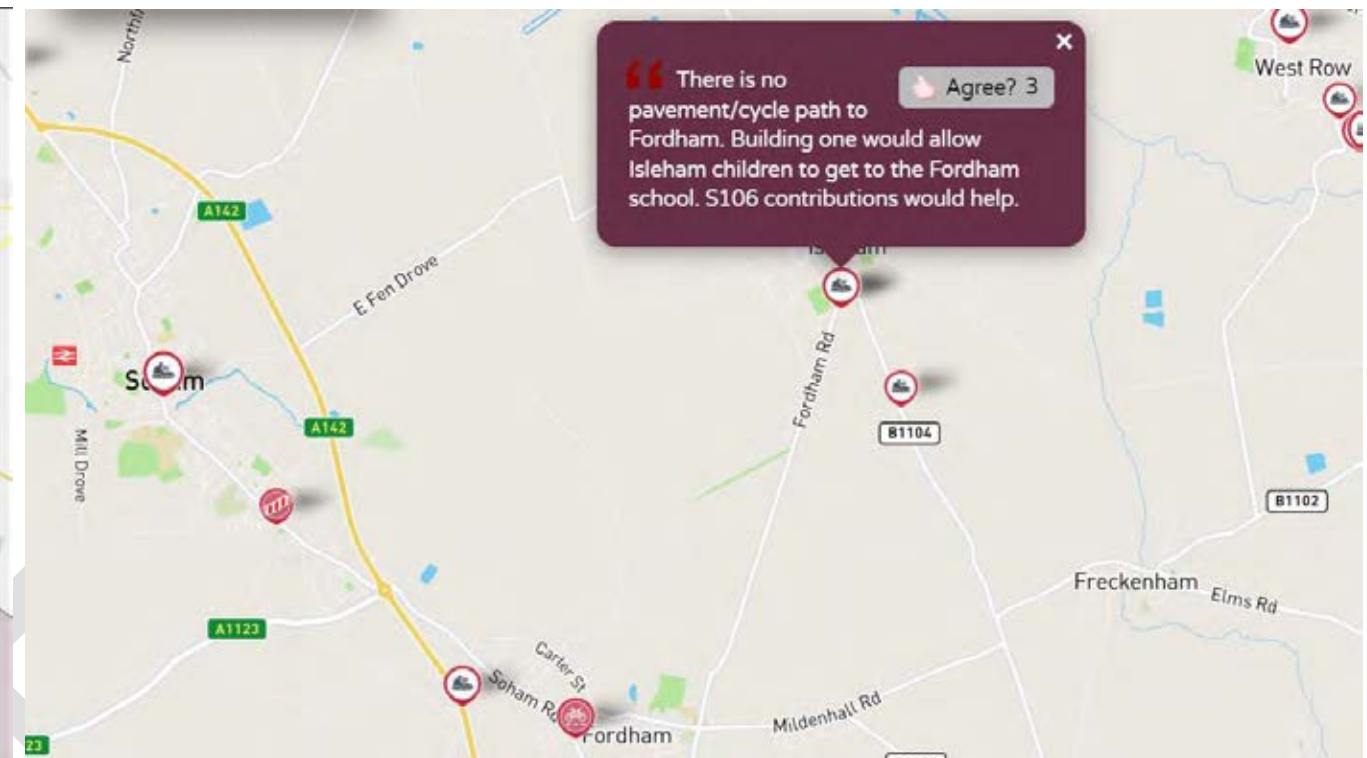 Northf
West Row
There is no
Agree? 3
pavement/cycle path to
Fordham. Building one would allow
Isleham children to get to the Fordham
school. S106 contributions would help.
A142
E Fen Drove
Fordham Rd
A142
B1104
Mill Drove
B1102
Freckenham
Elms Rd
A1123
Carter St
Soham Rd
Fordham
Mildenhall Rd
23